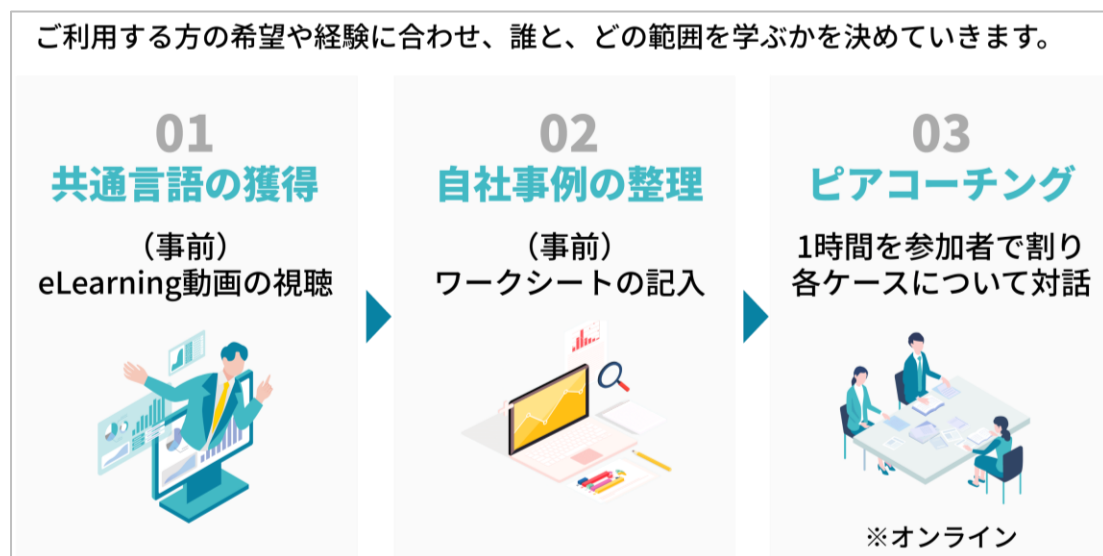 ご利用する方の希望や経験に合わせ、誰と、どの範囲を学ぶかを決めていきます。
01
共通言語の獲得
（事前）
eLearning動画の視聴
02
自社事例の整理
（事前）
ワークシートの記入
03
ピアコーチング
1時間を参加者で割り
各ケースについて対話
※オンライン